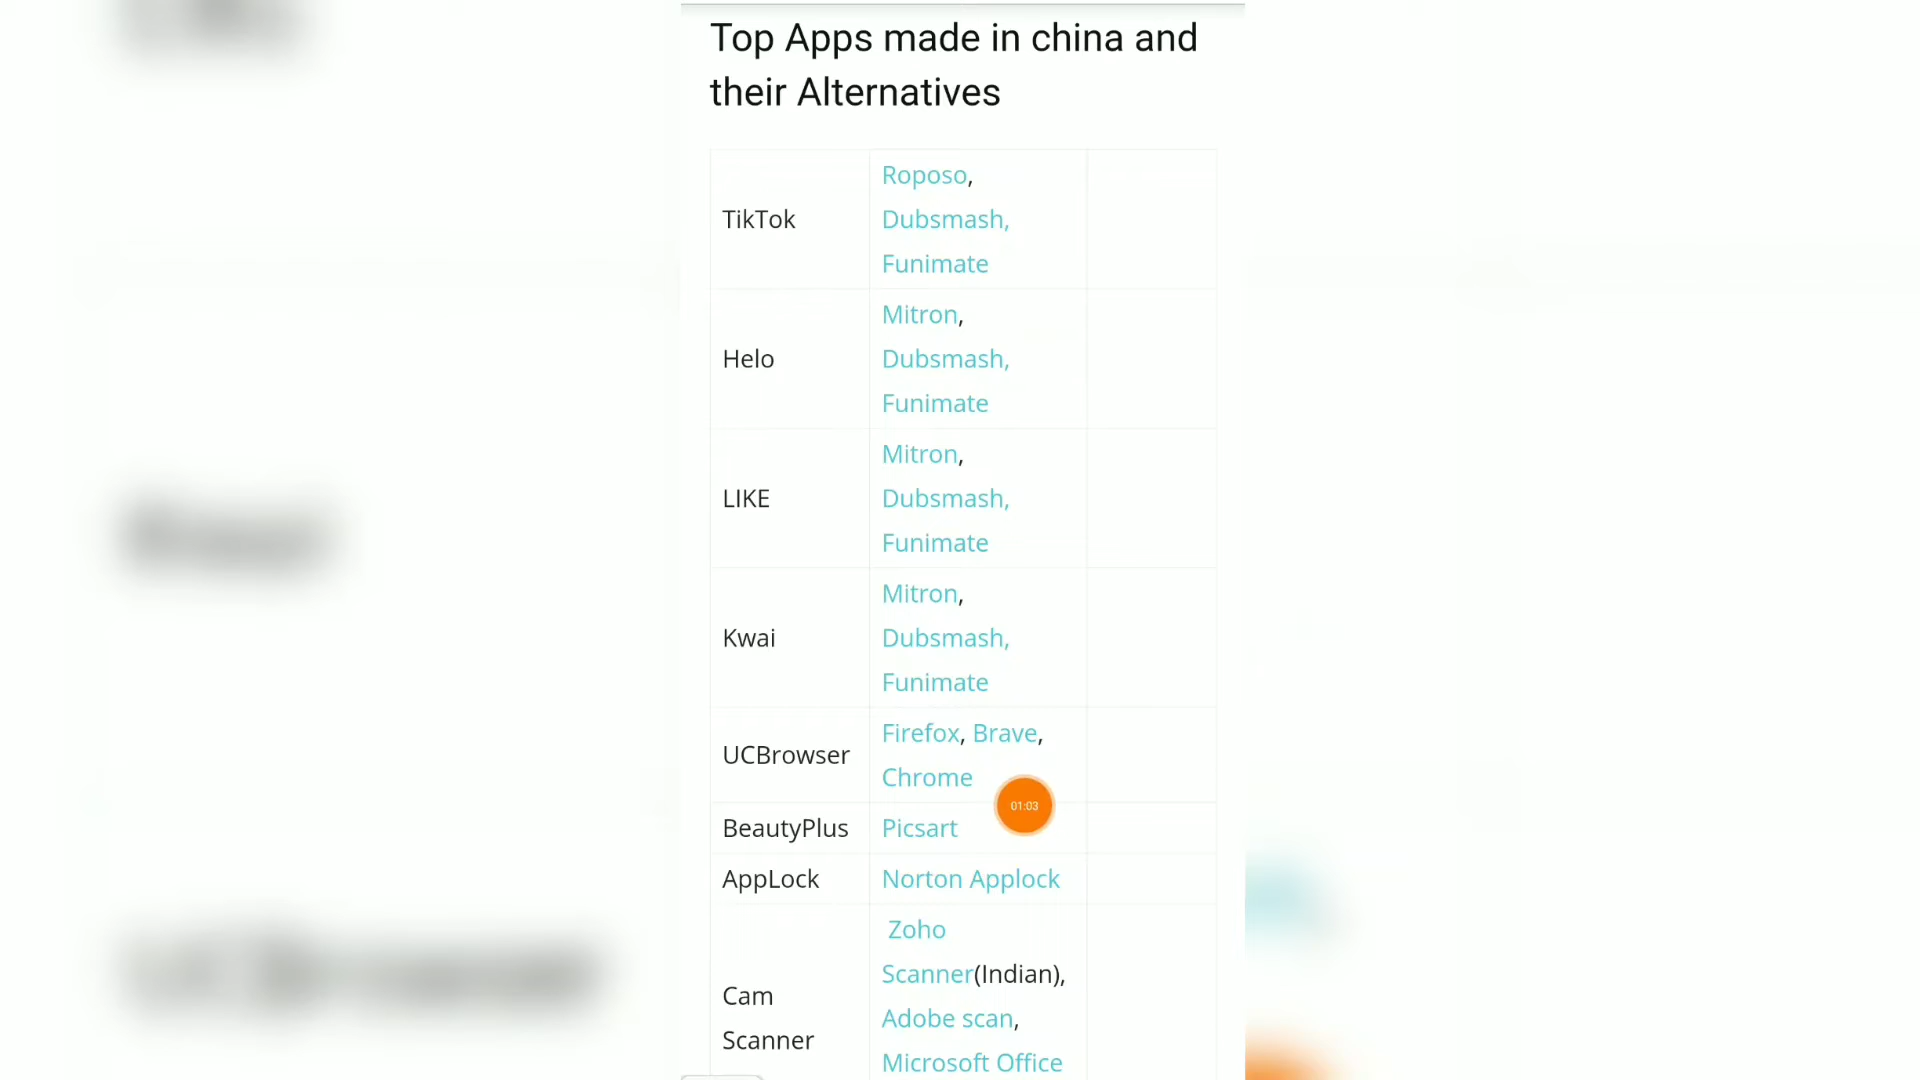 Top Apps made in china and
their Alternatives
TikTok
Roposo,
Dubsmash,
Funimate
Helo
Mitron,
Dubsmash,
Funimate
LIKE
Mitron,
Dubsmash,
Funimate
Kwai
Mitron,
Dubsmash,
Funimate
UCBrowser
Firefox, Brave,
Chrome
01:03
BeautyPlus
Picsart
AppLock
Norton Applock
Cam
Scanner
Zoho
Scanner(Indian),
Adobe scan,
Microsoft Office